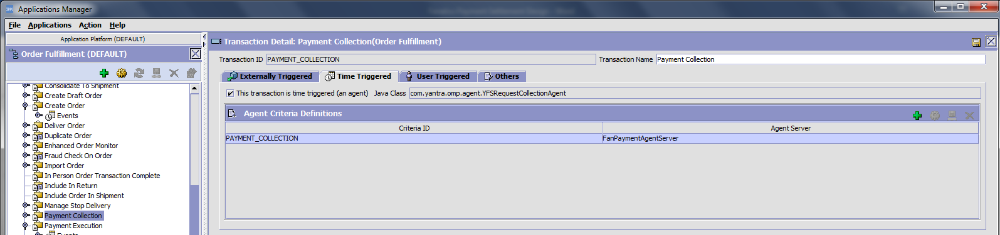 IBM Applications Manager
File Applications Action Help
Application Platform (DEFAULT)
Order Fulfillment (DEFAULT)
Consolidate To Shipment
Create Draft Order
Create Order
Events
Deliver Order
Duplicate Order
Enhanced Order Monitor
Fraud Check On Order
Import Order
In Person Order Transaction Complete
Include In Return
Include Order In Shipment
Manage Stop Delivery
Payment Collection
Payment Execution
Events
Transaction Detail: Payment Collection(Order Fulfillment)
Transaction ID PAYMENT_COLLECTION Transaction Name Payment Collection
Externally Triggered Time Triggered User Triggered Others
This transaction is time triggered (an agent) Java Class com.yantra.omp.agent.YFSRequestCollectionAgent
Agent Criteria Definitions
Criteria ID Agent Server
PAYMENT_COLLECTION FanPaymentAgentServer